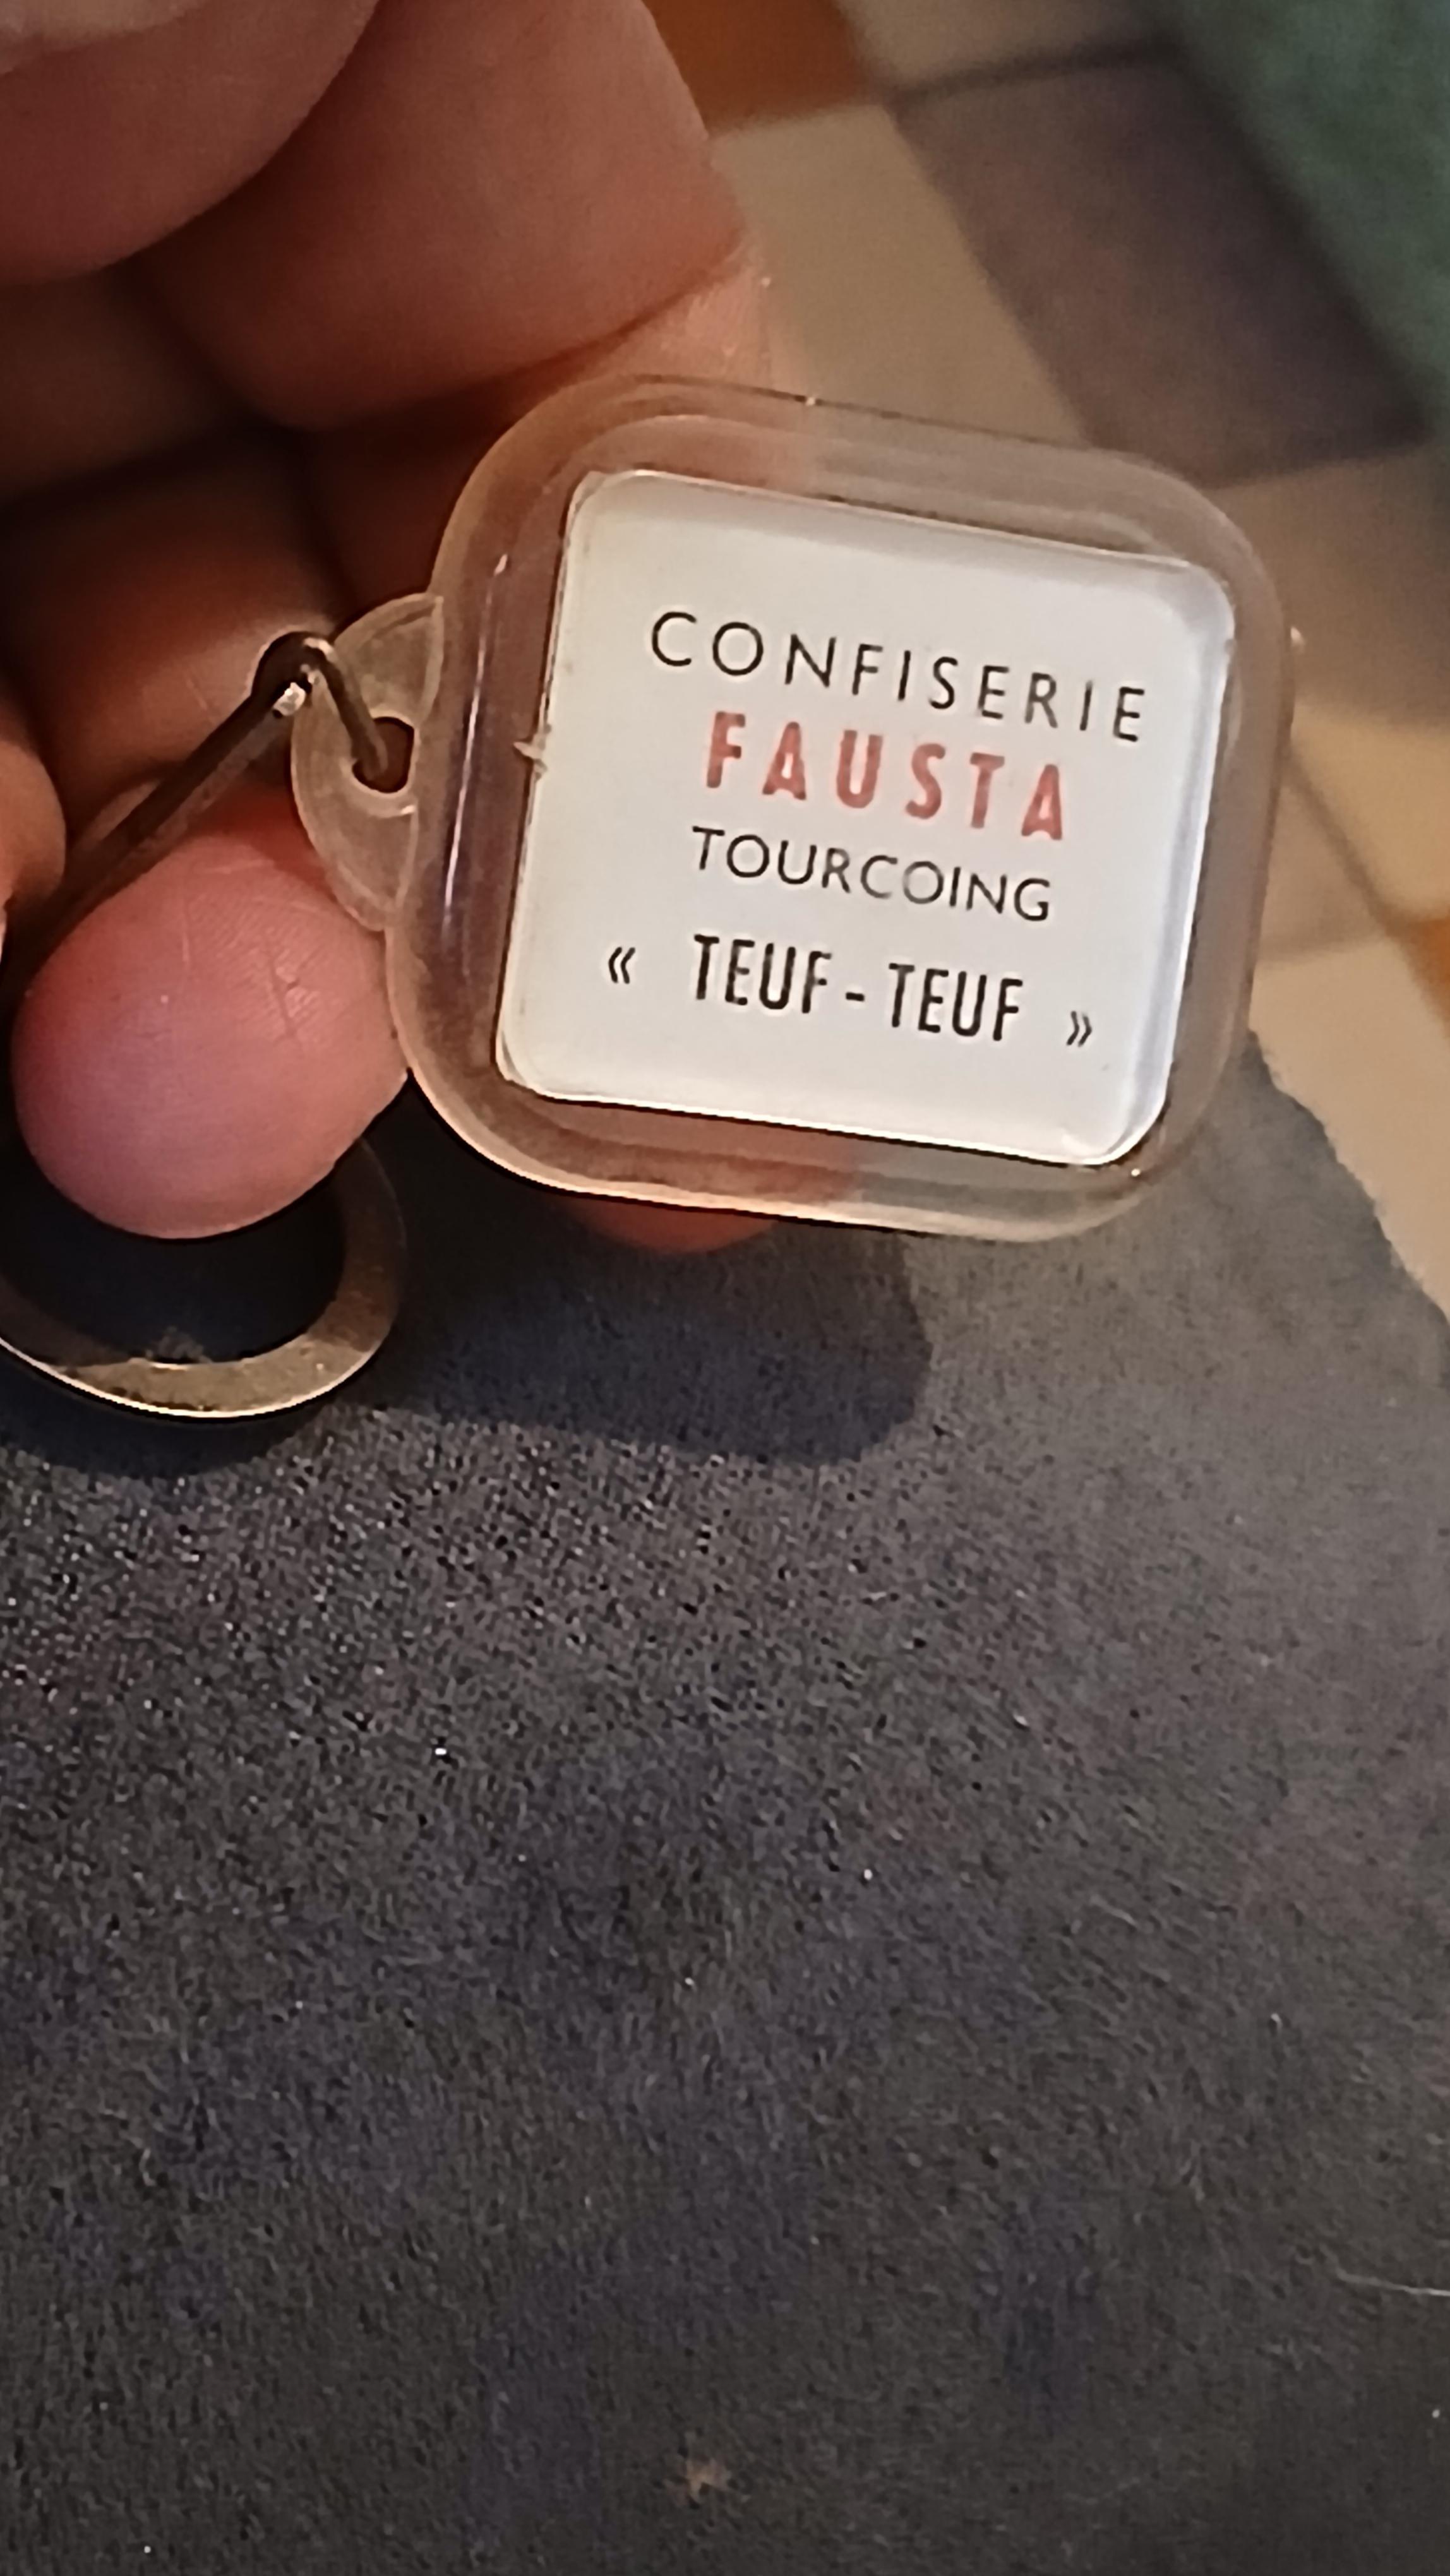 CONFISERIE
FAUSTA
TOURCOING
« TEUF-TEUF »